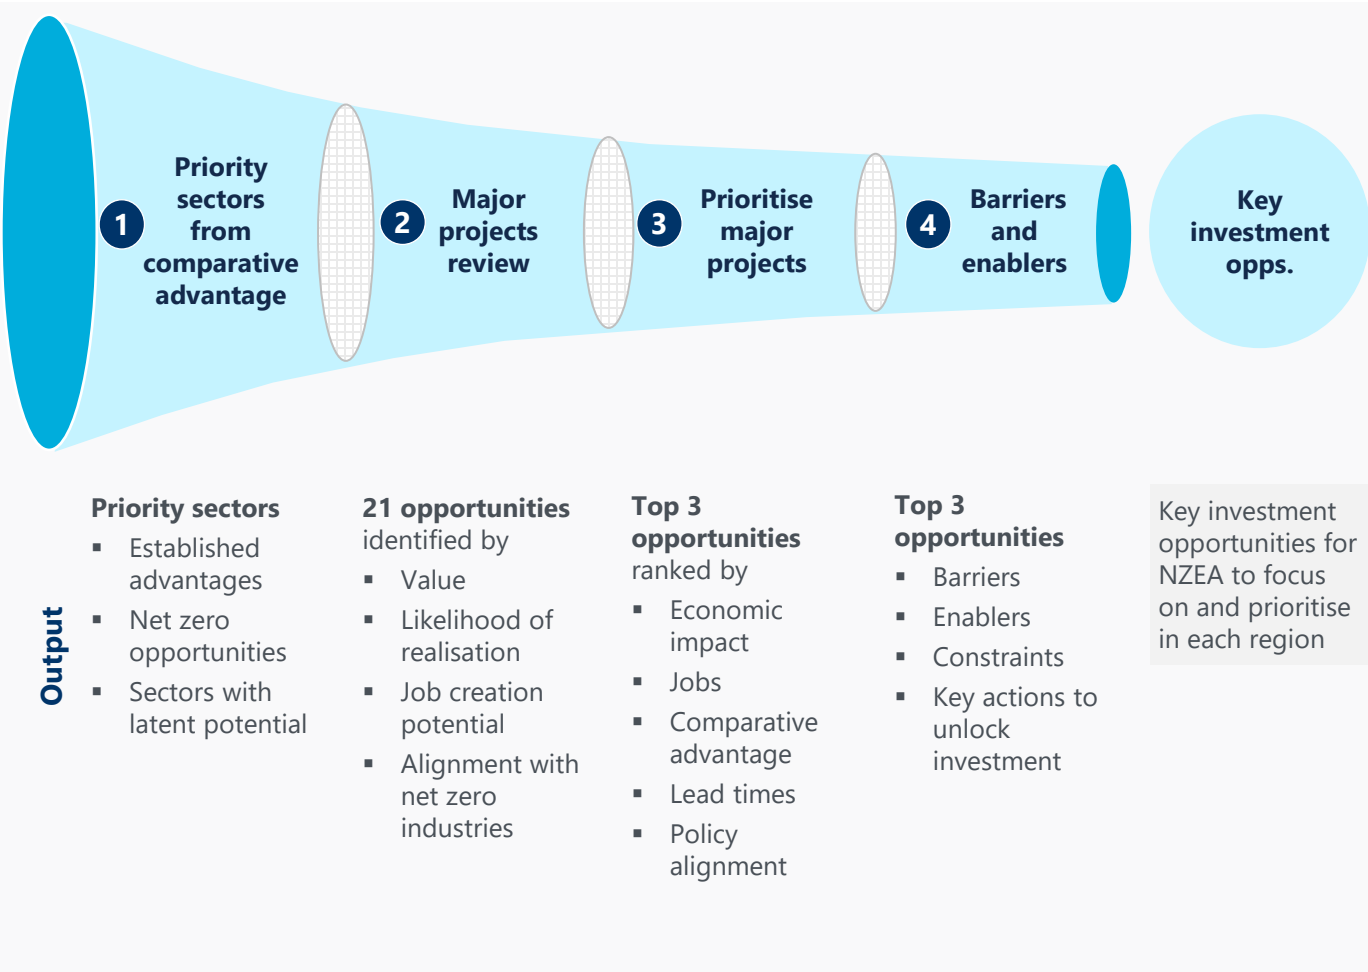 1
Priority
sectors
from
comparative
advantage
2
Major
projects
review
3
Prioritise
major
projects
4
Barriers
and
enablers
Key
investment
opps.
Output
Priority sectors
▪ Established
advantages
▪ Net zero
opportunities
▪ Sectors with
latent potential
21 opportunities
identified by
▪ Value
▪ Likelihood of
realisation
▪ Job creation
potential
▪ Alignment with
net zero
industries
Top 3
opportunities
ranked by
▪ Economic
impact
▪ Jobs
▪ Comparative
advantage
▪ Lead times
▪ Policy
alignment
Top 3
opportunities
▪ Barriers
▪ Enablers
▪ Constraints
▪ Key actions to
unlock
investment
Key investment
opportunities for
NZEA to focus
on and prioritise
in each region